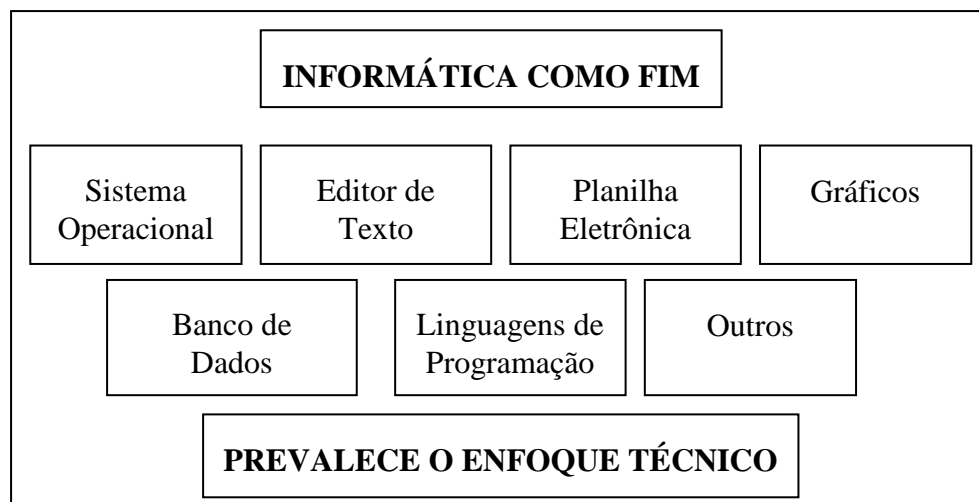 INFORMÁTICA COMO FIM
Sistema
Operacional
Editor de
Texto
Planilha
Eletrônica
Gráficos
Banco de
Dados
Linguagens de
Programação
Outros
PREVALECE O ENFOQUE TÉCNICO